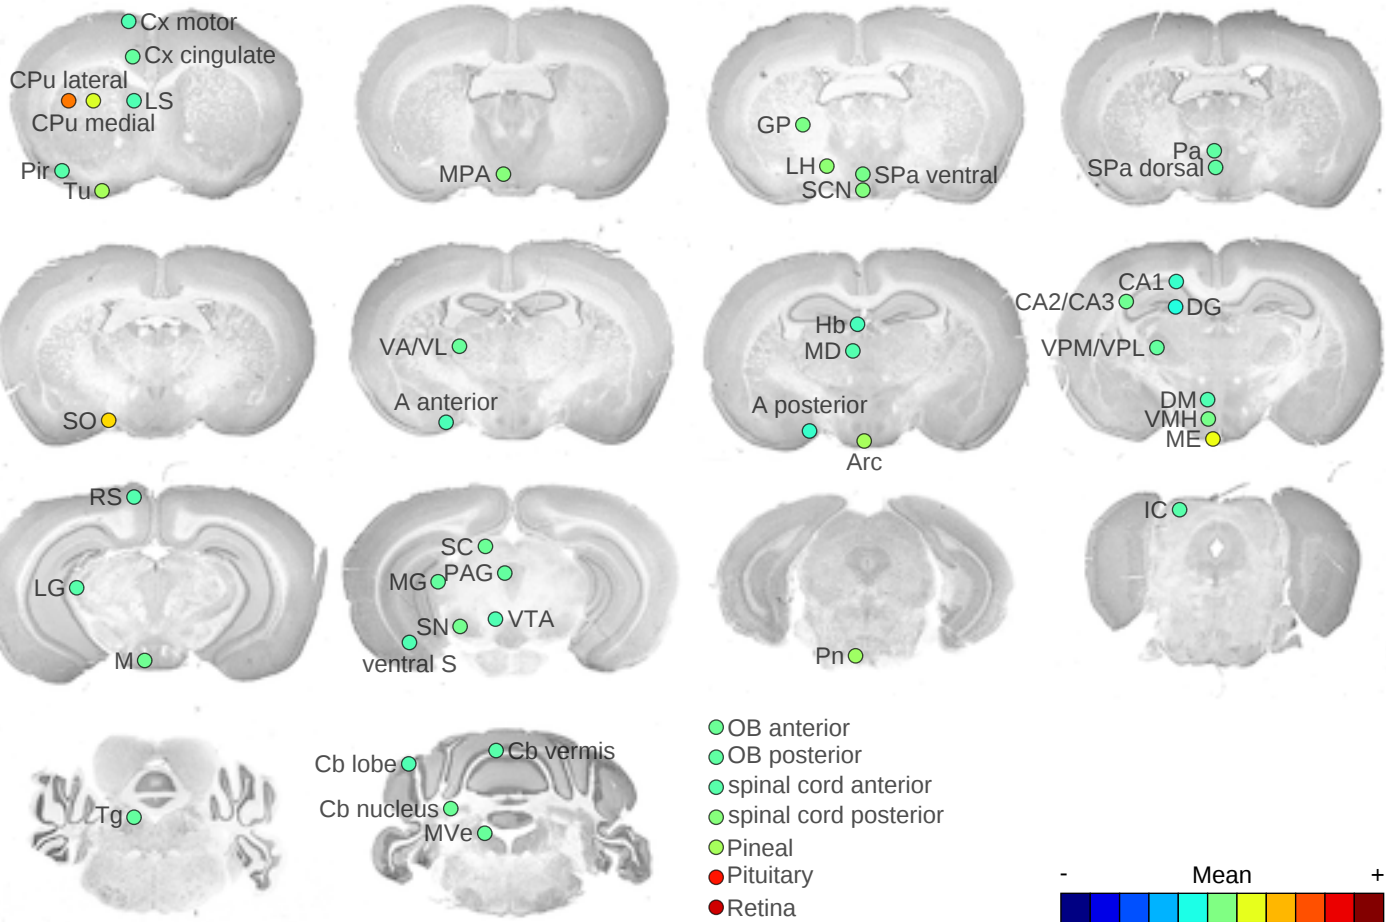 Cx motor
Cx cingulate
CPu lateral
LS
CPu medial
Pir
Tu
MPA
GP
LH
SPa ventral
SCN
Pa
SPa dorsal
SO
VA/VL
A anterior
Hb
MD
A posterior
Arc
CA1
CA2/CA3
DG
VPM/VPL
DM
VMH
ME
RS
LG
M
SC
PAG
MG
VTA
SN
ventral S
Pn
IC
Tg
Cb lobe
Cb vermis
Cb nucleus
MVe
OB anterior
OB posterior
spinal cord anterior
spinal cord posterior
Pineal
Pituitary
Retina
- Mean +